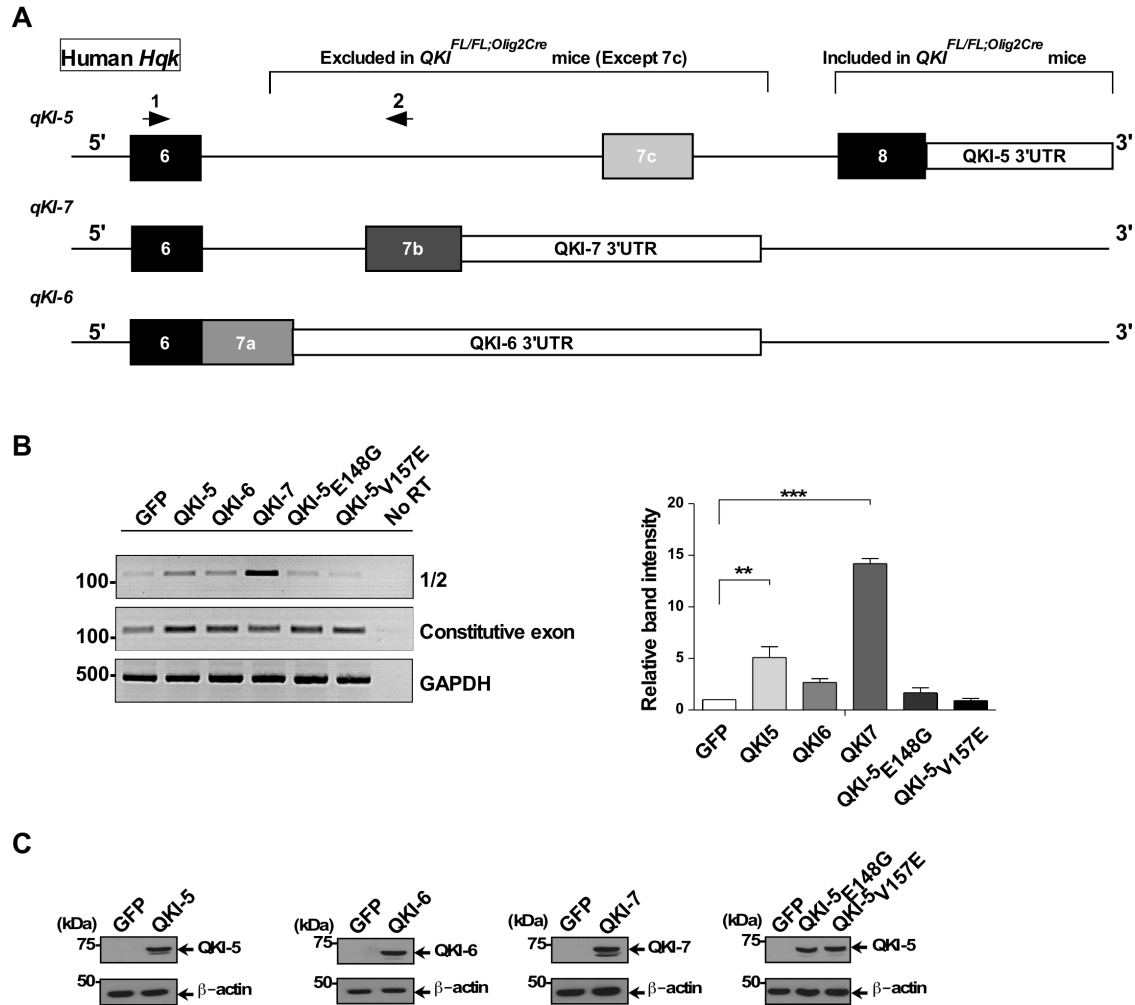 A
Human Hqk
Excluded in QKI FL/FL;Olig2Cre mice (Except 7c)
Included in QKI FL/FL;Olig2Cre mice
1
2
qKI-5
5'
6
7c
8
QKI-5 3'UTR
3'
qKI-7
5'
6
7b
QKI-7 3'UTR
3'
qKI-6
5'
6
7a
QKI-6 3'UTR
3'
B
GFP
QKI-5
QKI-6
QKI-7
QKI-5E148G
QKI-5V157E
No RT
100
1/2
100
Constitutive exon
500
GAPDH
Relative band intensity
20
15
10
5
0
***
**
GFP
QKI5
QKI6
QKI7
QKI-5E148G
QKI-5V157E
C
(kDa)
GFP
QKI-5
75
QKI-5
50
β-actin
(kDa)
GFP
QKI-6
75
QKI-6
50
β-actin
(kDa)
GFP
QKI-7
75
QKI-7
50
β-actin
(kDa)
GFP
QKI-5E148G
QKI-5V157E
75
QKI-5
50
β-actin